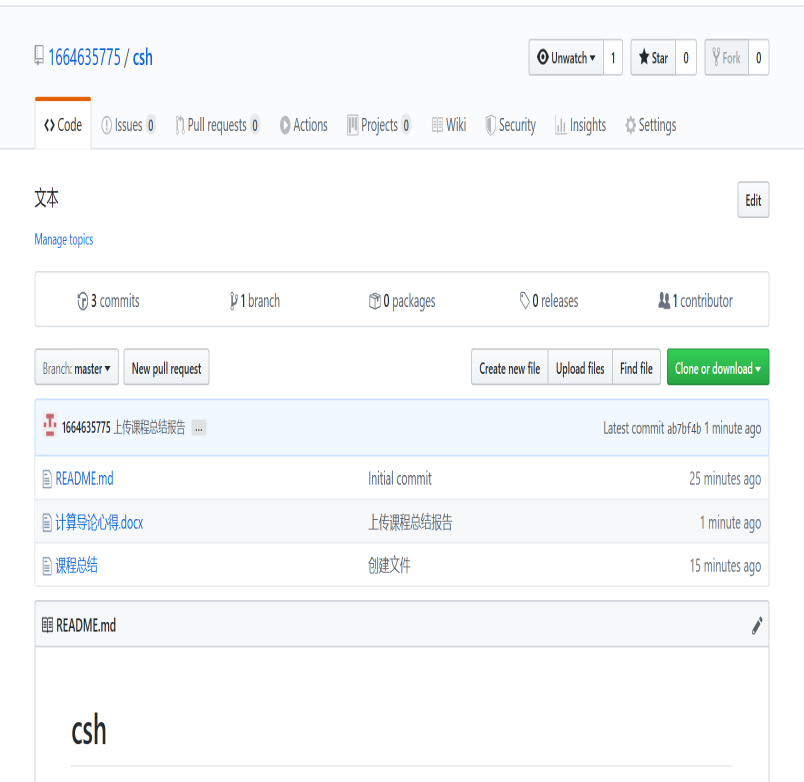 1664635775 / csh
Unwatch 1 Star 0 Fork 0
Code Issues 0 Pull requests 0 Actions Projects 0 Wiki Security Insights Settings
文本 Edit
Manage topics
3 commits 1 branch 0 packages 0 releases 1 contributor
Branch: master New pull request Create new file Upload files Find file Clone or download
1664635775 上传课程总结报告 ... Latest commit ab7bf4b 1 minute ago
README.md Initial commit 25 minutes ago
计算导论心得.docx 上传课程总结报告 1 minute ago
课程总结 创建文件 15 minutes ago
README.md
csh